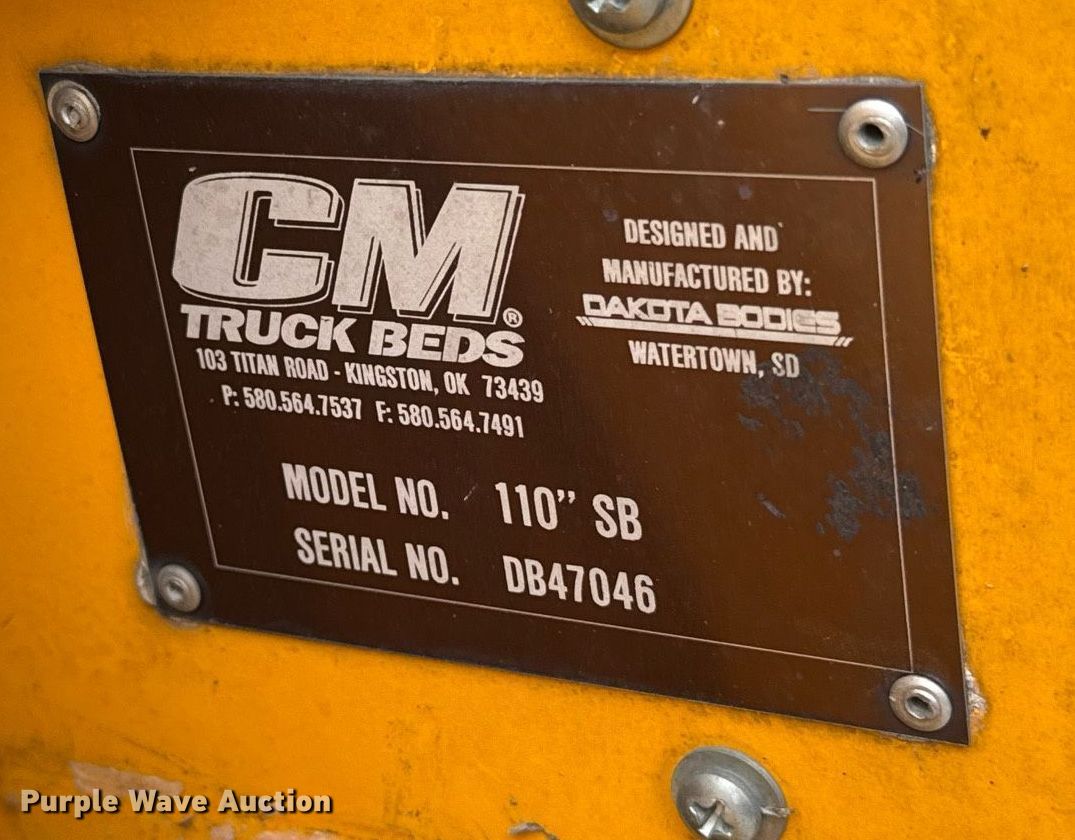 CM®
TRUCK BEDS
103 TITAN ROAD - KINGSTON, OK 73439
P: 580.564.7537 F: 580.564.7491
DESIGNED AND
MANUFACTURED BY:
DAKOTA BODIES
WATERTOWN, SD
MODEL NO. 110" SB
SERIAL NO. DB47046
Purple Wave Auction